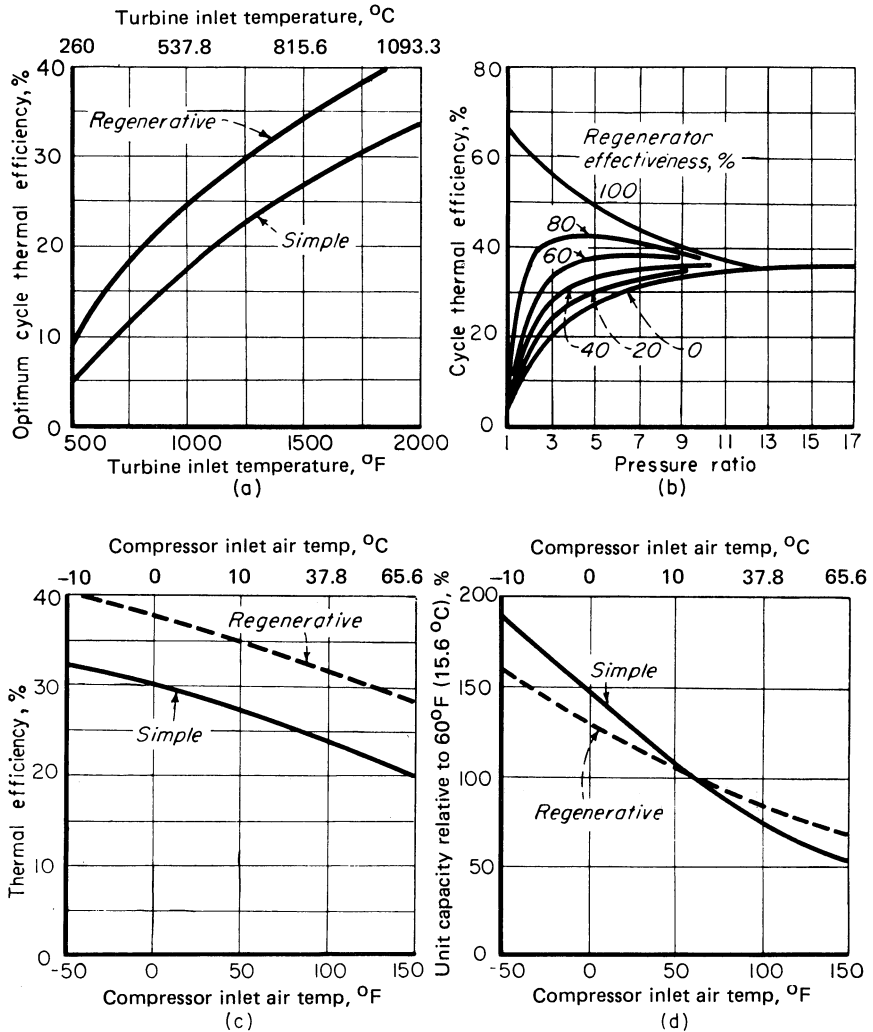 Turbine inlet temperature, °C
260 537.8 815.6 1093.3
40
30
20
10
0
Optimum cycle thermal efficiency, %
Regenerative
Simple
500 1000 1500 2000
Turbine inlet temperature, °F
(a)
80
60
40
20
0
Cycle thermal efficiency, %
Regenerator
effectiveness, %
100
80
60
40 20 0
1 3 5 7 9 11 13 15 17
Pressure ratio
(b)
Compressor inlet air temp, °C
-10 0 10 37.8 65.6
40
30
20
10
0
Thermal efficiency, %
Regenerative
Simple
-50 0 50 100 150
Compressor inlet air temp, °F
(c)
Compressor inlet air temp, °C
-10 0 10 37.8 65.6
200
150
100
50
0
Unit capacity relative to 60°F (15.6 °C), %
Simple
Regenerative
-50 0 50 100 150
Compressor inlet air temp, °F
(d)